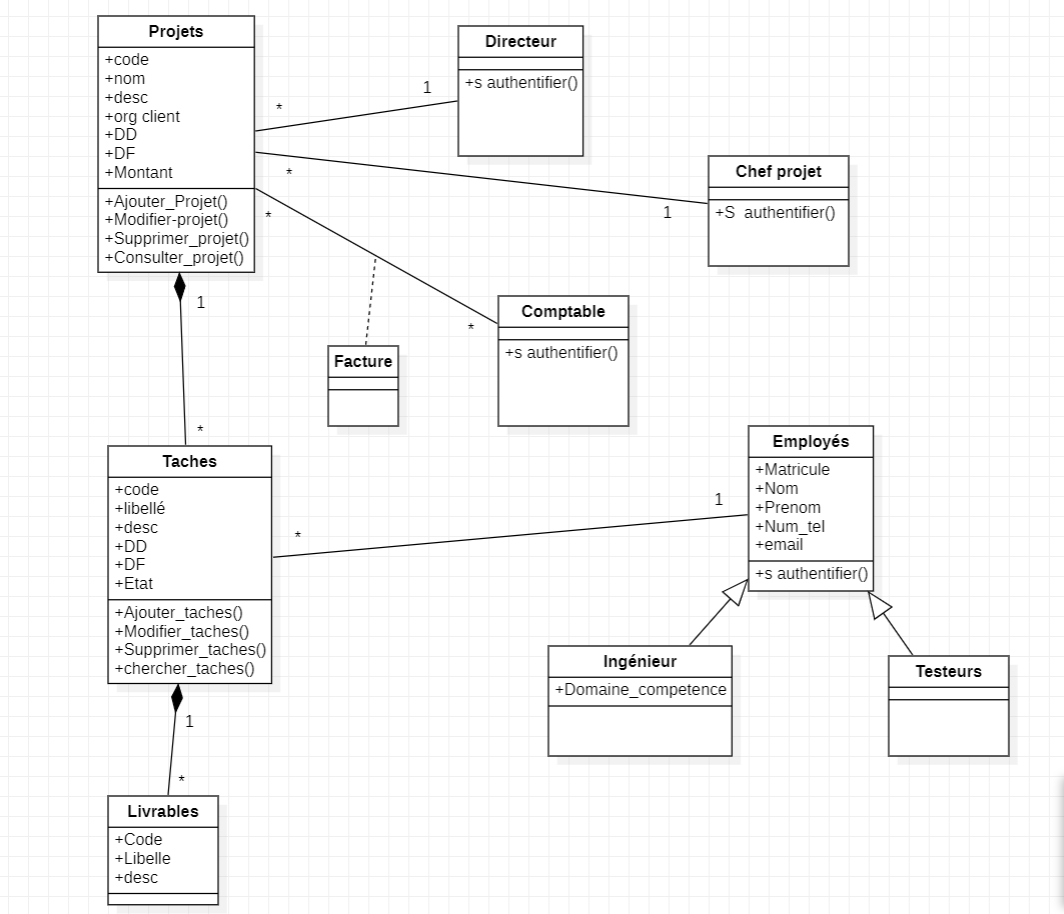 Projets
+code
+nom
+desc
+org client
+DD
+DF
+Montant
+Ajouter_Projet()
+Modifier-projet()
+Supprimer_projet()
+Consulter_projet()
*
1
Directeur
+s authentifier()
*
1
Chef projet
+S  authentifier()
*
*
Comptable
+s authentifier()
Facture
1
*
Taches
+code
+libellé
+desc
+DD
+DF
+Etat
+Ajouter_taches()
+Modifier_taches()
+Supprimer_taches()
+chercher_taches()
*
1
Employés
+Matricule
+Nom
+Prenom
+Num_tel
+email
+s authentifier()
Ingénieur
+Domaine_competence
Testeurs
1
*
Livrables
+Code
+Libelle
+desc